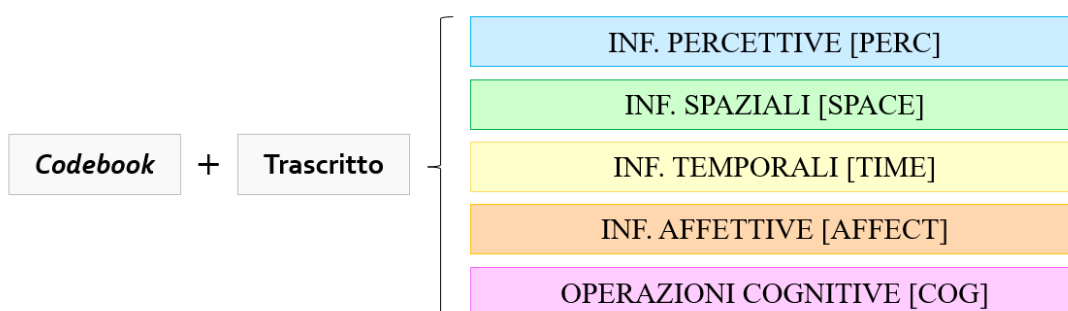 Codebook + Trascritto
INF. PERCETTIVE [PERC]
INF. SPAZIALI [SPACE]
INF. TEMPORALI [TIME]
INF. AFFETTIVE [AFFECT]
OPERAZIONI COGNITIVE [COG]